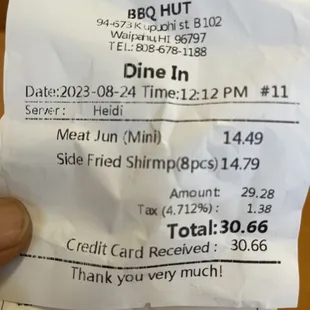 BBQ HUT
94-673 Kupuohi st B102
Waipahu,HI 96797
TEL: 808-678-1188
Dine In
Date:2023-08-24 Time:12:12 PM #11
Server: Heidi
Meat Jun (Mini) 14.49
Side Fried Shirmp(8pcs) 14.79
Amount: 29.28
Tax (4.712%) : 1.38
Total: 30.66
Credit Card Received : 30.66
Thank you very much!